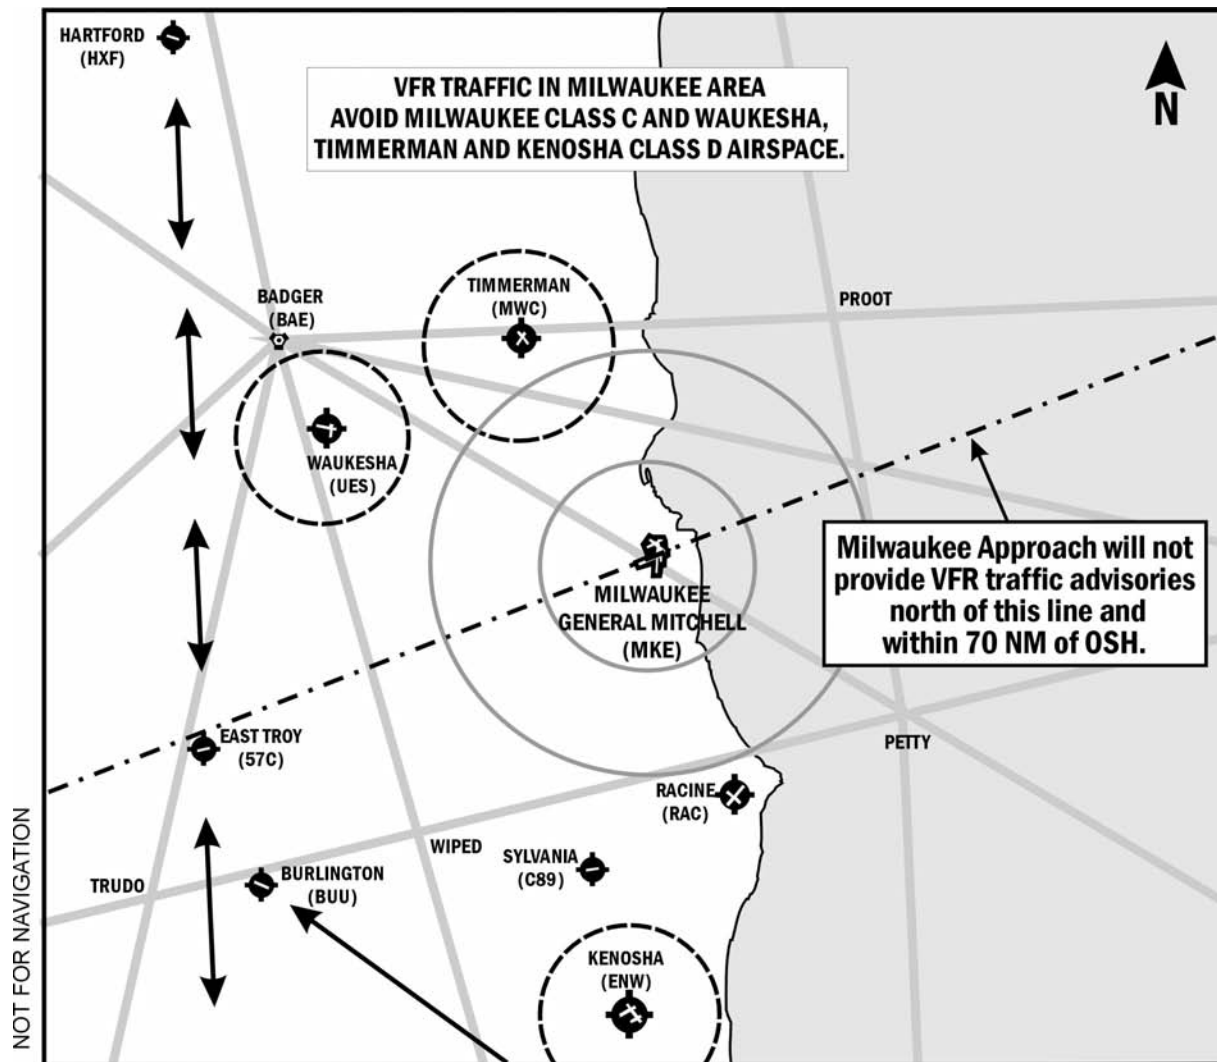 HARTFORD
(HXF)
VFR TRAFFIC IN MILWAUKEE AREA
AVOID MILWAUKEE CLASS C AND WAUKESHA,
TIMMERMAN AND KENOSHA CLASS D AIRSPACE.
N
TIMMERMAN
(MWC)
BADGER
(BAE)
PROOT
WAUKESHA
(UES)
Milwaukee Approach will not
provide VFR traffic advisories
north of this line and
within 70 NM of OSH.
MILWAUKEE
GENERAL MITCHELL
(MKE)
EAST TROY
(57C)
PETTY
RACINE
(RAC)
WIPED
SYLVANIA
(C89)
BURLINGTON
(BUU)
TRUDO
KENOSHA
(ENW)
NOT FOR NAVIGATION